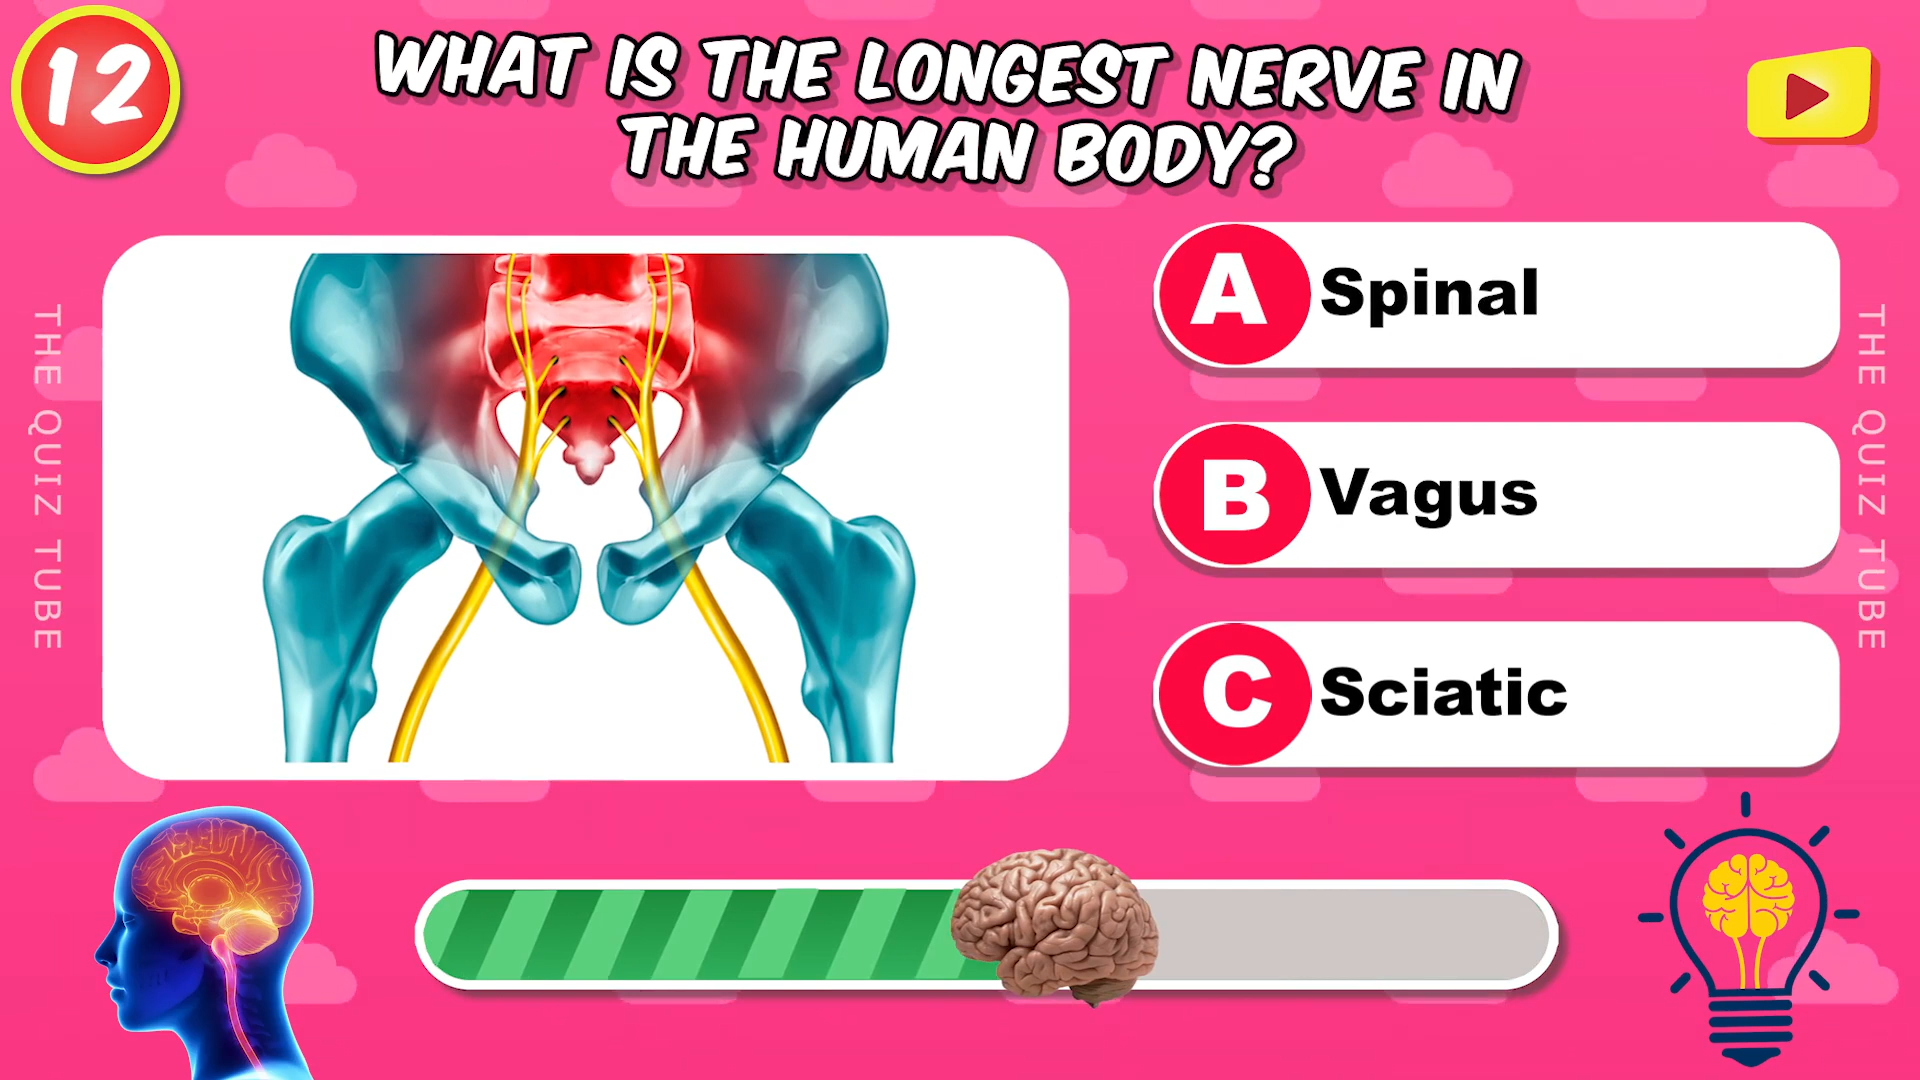 12
WHAT IS THE LONGEST NERVE IN
THE HUMAN BODY?
THE QUIZ TUBE
A Spinal
B Vagus
C Sciatic
THE QUIZ TUBE